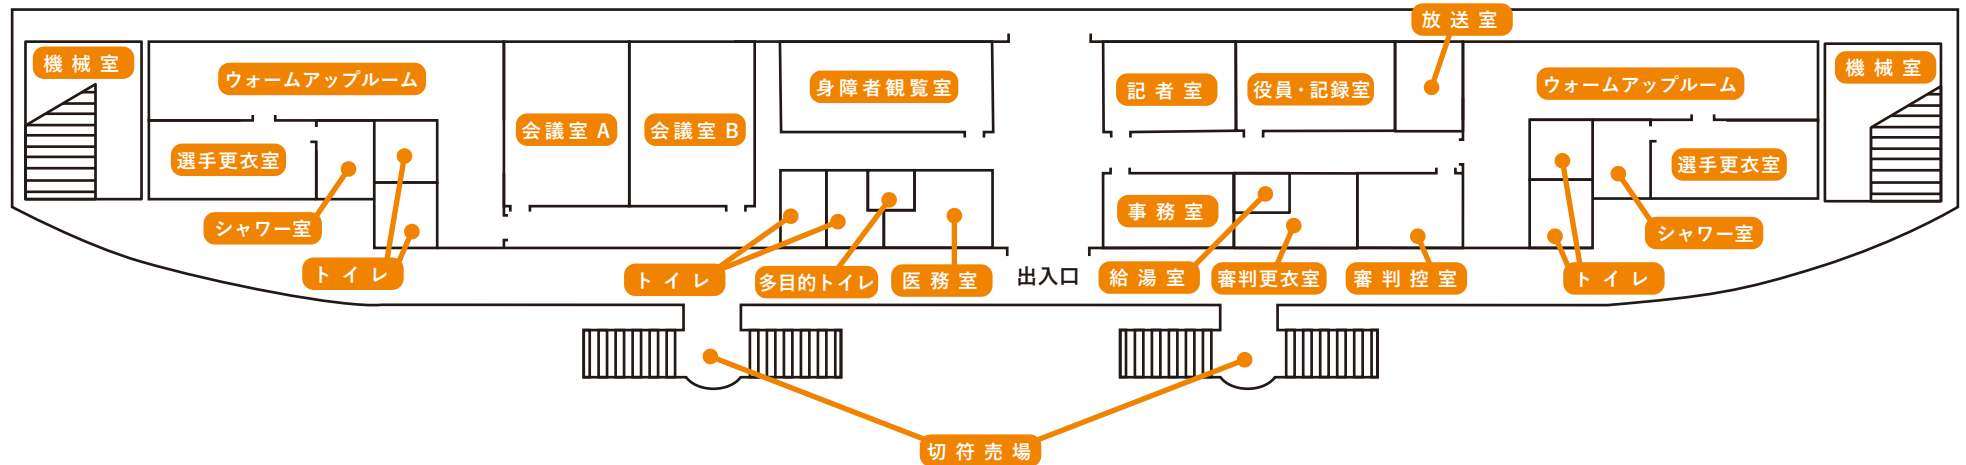 放送室
機械室
ウォームアップルーム
身障者観覧室
記者室
役員・記録室
ウォームアップルーム
機械室
会議室 A
会議室 B
選手更衣室
選手更衣室
事務室
シャワー室
シャワー室
トイレ
トイレ
多目的トイレ
医務室
出入口
給湯室
審判更衣室
審判控室
トイレ
切符売場